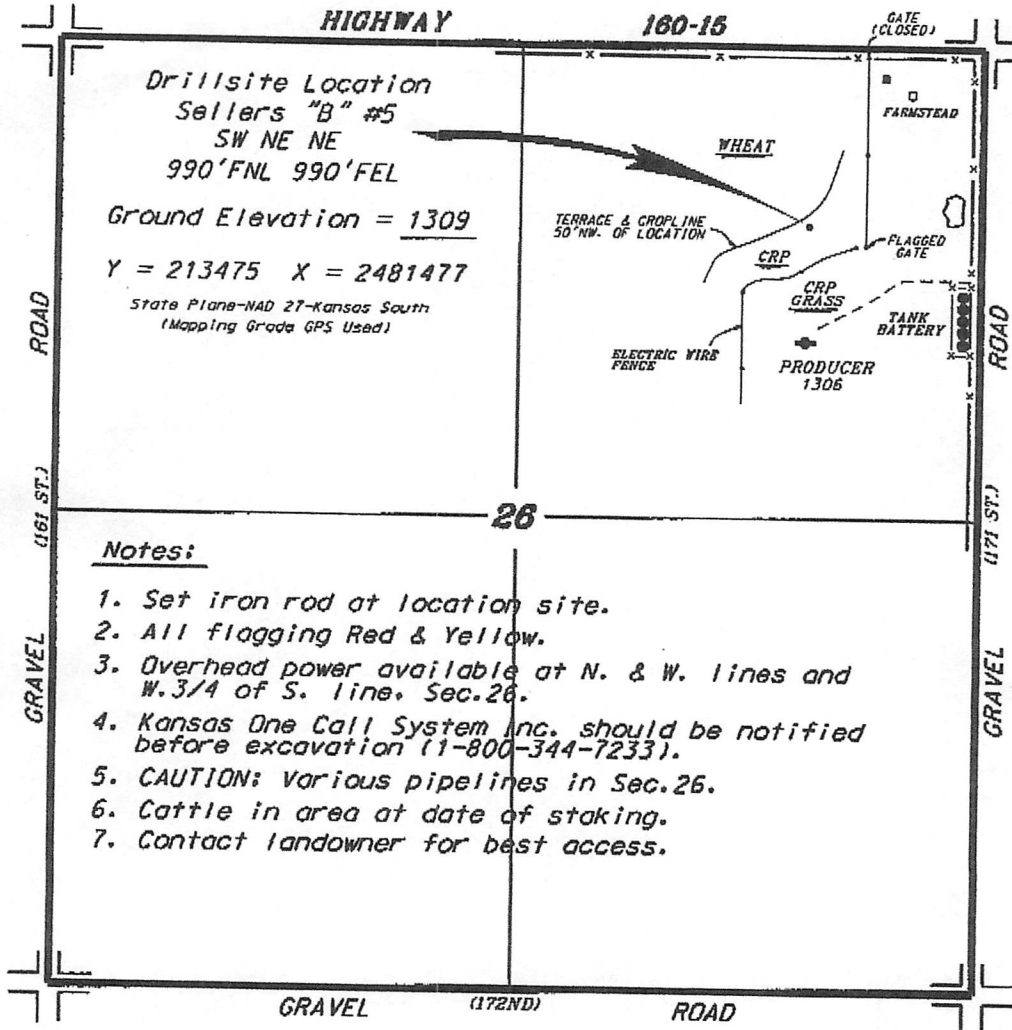 HIGHWAY 160-15
GATE
(CLOSED)
Drillsite Location
Sellers "B" #5
SW NE NE
990'FNL 990'FEL
Ground Elevation = 1309
Y = 213475 X = 2481477
State Plane-NAD 27-Kansas South
(Mapping Grade GPS Used)
FARMSTEAD
WHEAT
TERRACE & CROPLINE
50'NW. OF LOCATION
FLAGGED
GATE
CRP
CRP
GRASS
TANK
BATTERY
ELECTRIC WIRE
FENCE
PRODUCER
1306
ROAD
(161 ST.)
GRAVEL
ROAD
(171 ST.)
GRAVEL
26
Notes:
1. Set iron rod at location site.
2. All flagging Red & Yellow.
3. Overhead power available at N. & W. lines and
W.3/4 of S. line, Sec.26.
4. Kansas One Call System Inc. should be notified
before excavation (1-800-344-7233).
5. CAUTION: Various pipelines in Sec.26.
6. Cattle in area at date of staking.
7. Contact landowner for best access.
GRAVEL (172ND) ROAD